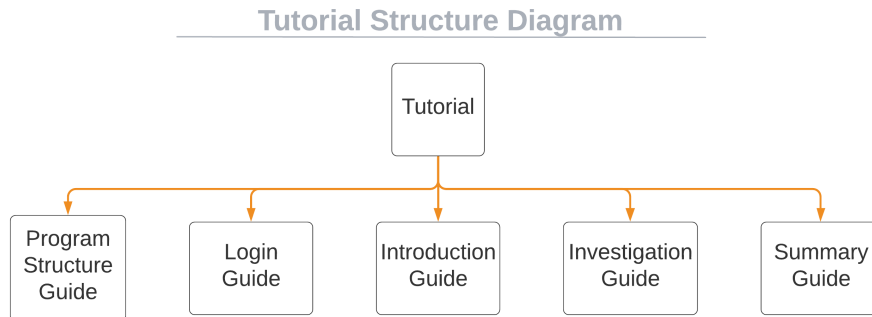 Tutorial Structure Diagram
Tutorial
Program
Structure
Guide
Login
Guide
Introduction
Guide
Investigation
Guide
Summary
Guide